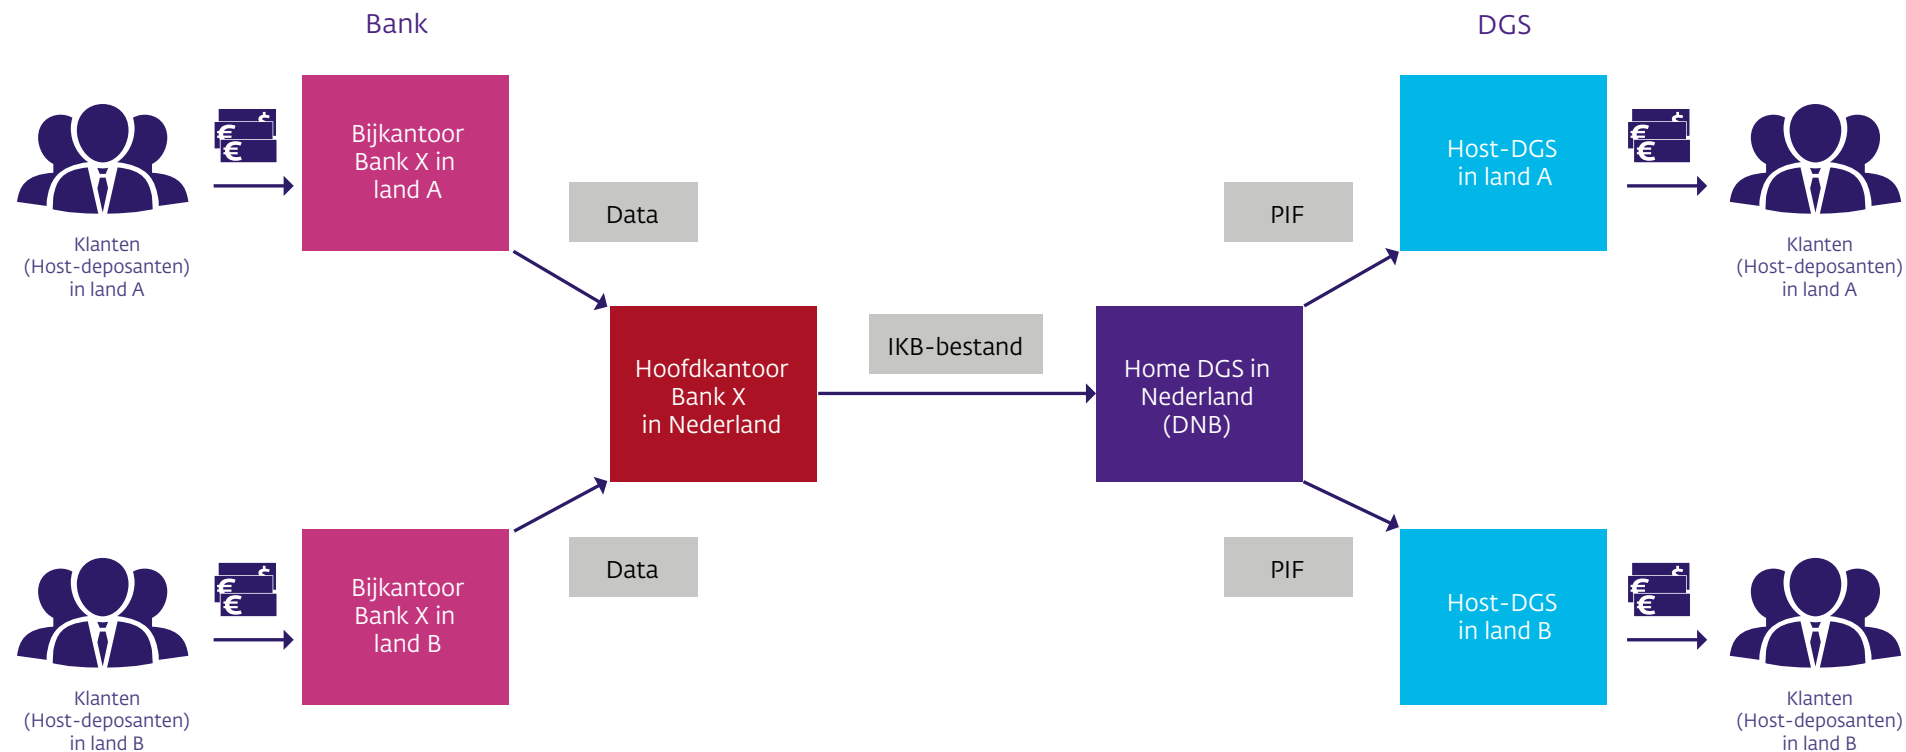 Bank
DGS
Bijkantoor
Bank X in
land A
Host-DGS
in land A
€
€
$
€
€
$
Data
PIF
Klanten
(Host-deposanten)
in land A
Klanten
(Host-deposanten)
in land A
IKB-bestand
Hoofdkantoor
Bank X
in Nederland
Home DGS in
Nederland
(DNB)
Data
PIF
€
€
$
€
€
$
Bijkantoor
Bank X in
land B
Host-DGS
in land B
Klanten
(Host-deposanten)
in land B
Klanten
(Host-deposanten)
in land B